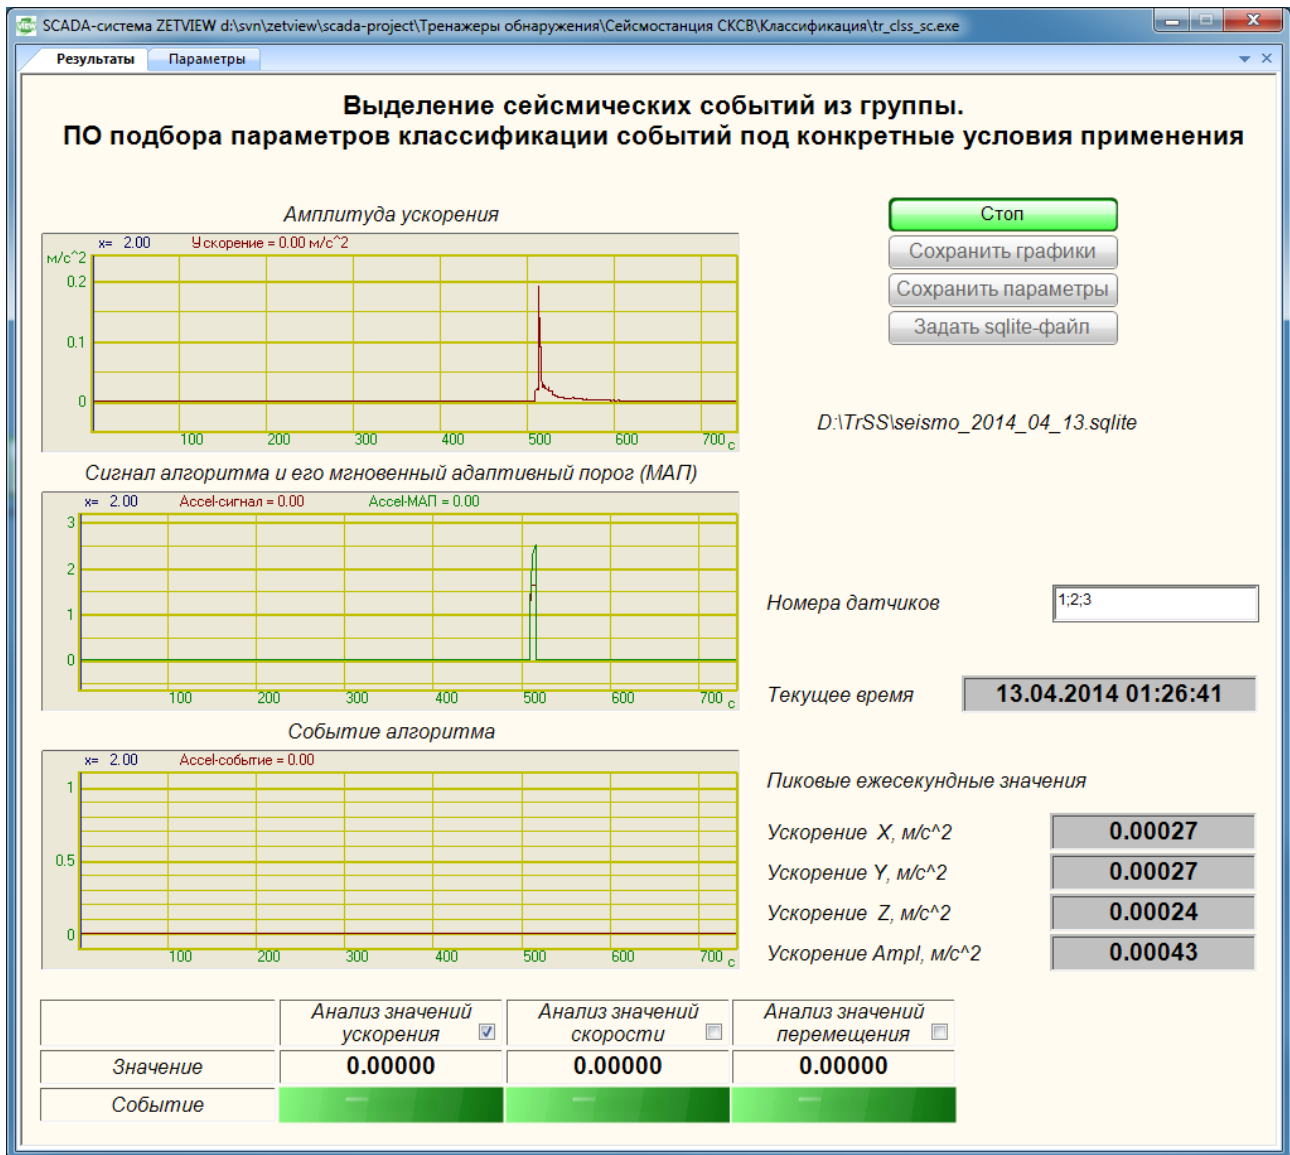 SCADA-система ZETVIEW d:\svn\zetview\scada-project\Тренажеры обнаружения\Сейсмостанция СКСВ\Классификация\tr_clss_sc.exe
Результаты Параметры
Выделение сейсмических событий из группы.
ПО подбора параметров классификации событий под конкретные условия применения
Амплитуда ускорения
x= 2.00 Ускорение = 0.00 м/с^2
м/с^2
0.2
0.1
0
100 200 300 400 500 600 700 с
Сигнал алгоритма и его мгновенный адаптивный порог (МАП)
x= 2.00 Accel-сигнал = 0.00 Accel-МАП = 0.00
3
2
1
0
100 200 300 400 500 600 700 с
Событие алгоритма
x= 2.00 Accel-событие = 0.00
1
0.5
0
100 200 300 400 500 600 700 с
Стоп
Сохранить графики
Сохранить параметры
Задать sqlite-файл
D:\TrSS\seismo_2014_04_13.sqlite
Номера датчиков 1;2;3
Текущее время 13.04.2014 01:26:41
Пиковые ежесекундные значения
Ускорение X, м/с^2 0.00027
Ускорение Y, м/с^2 0.00027
Ускорение Z, м/с^2 0.00024
Ускорение Ampl, м/с^2 0.00043
Анализ значений ускорения
Анализ значений скорости
Анализ значений перемещения
Значение 0.00000 0.00000 0.00000
Событие